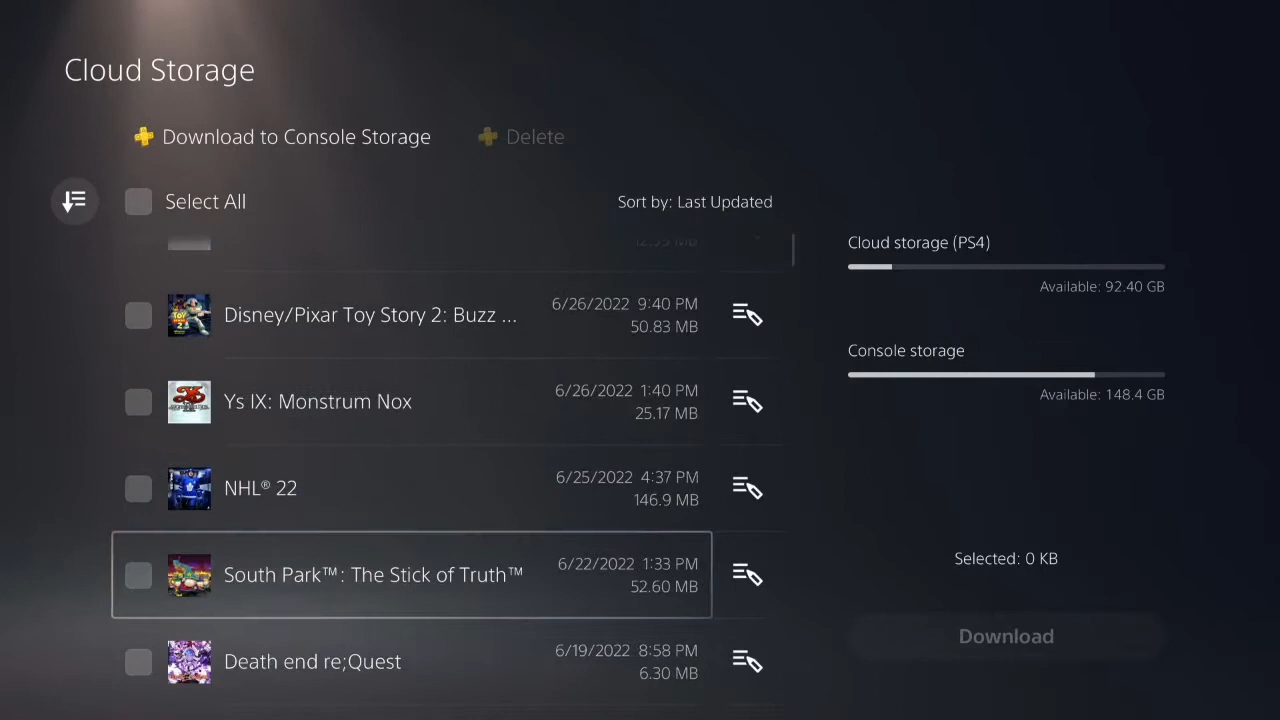 Cloud Storage
Download to Console Storage
Delete
Select All
Sort by: Last Updated
12.99 MB
Disney/Pixar Toy Story 2: Buzz ...
6/26/2022 9:40 PM
50.83 MB
Ys IX: Monstrum Nox
6/26/2022 1:40 PM
25.17 MB
NHL® 22
6/25/2022 4:37 PM
146.9 MB
South Park™: The Stick of Truth™
6/22/2022 1:33 PM
52.60 MB
Death end re;Quest
6/19/2022 8:58 PM
6.30 MB
Cloud storage (PS4)
Available: 92.40 GB
Console storage
Available: 148.4 GB
Selected: 0 KB
Download